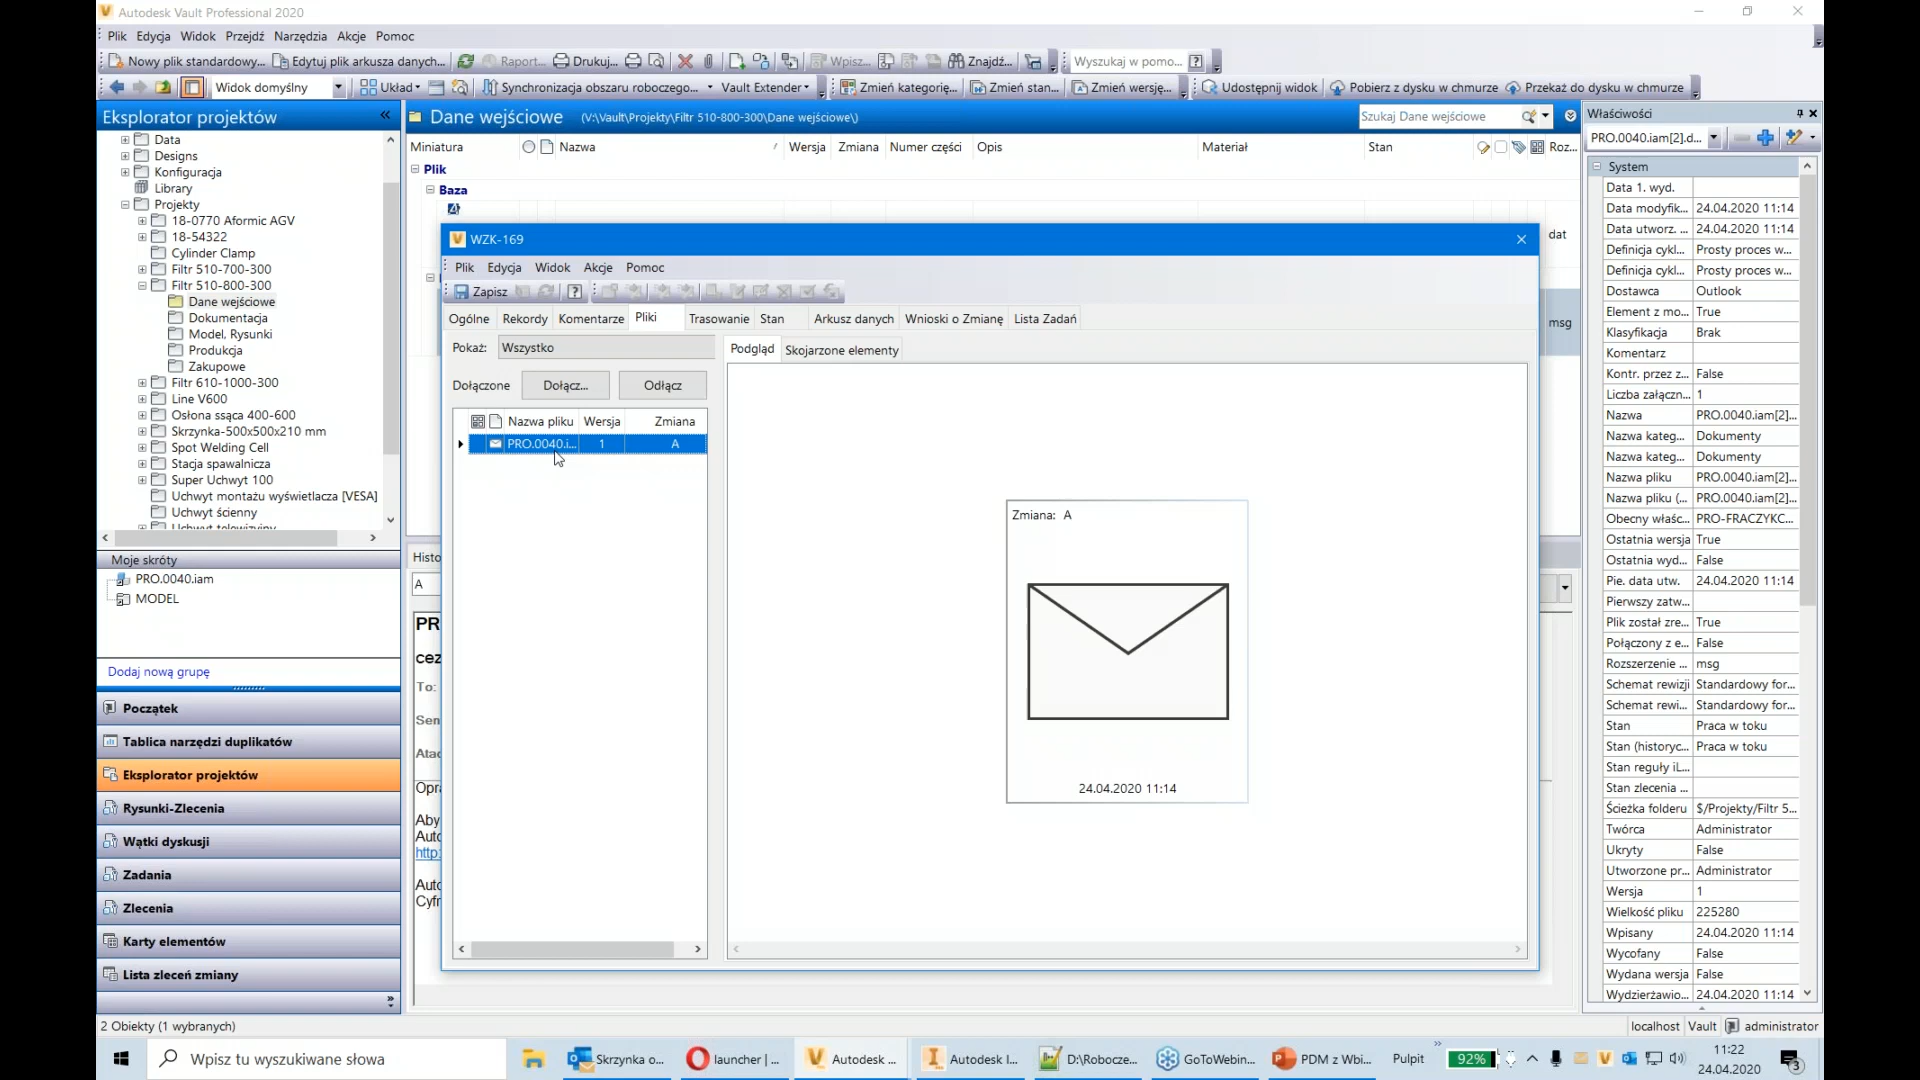 Autodesk Vault Professional 2020
Plik Edycja Widok Przejdź Narzędzia Akcje Pomoc
Nowy plik standardowy... Edytuj plik arkusza danych... Raport... Drukuj... Wpisz... Znajdź... Wyszukaj w pomo...
Widok domyślny Układ Synchronizacja obszaru roboczego... Vault Extender Zmień kategorię... Zmień stan... Zmień wersję... Udostępnij widok Pobierz z dysku w chmurze Przekaż do dysku w chmurze
Eksplorator projektów
Data
Designs
Konfiguracja
Library
Projekty
18-0770 Aformic AGV
18-54322
Cylinder Clamp
Filtr 510-700-300
Filtr 510-800-300
Dane wejściowe
Dokumentacja
Model, Rysunki
Produkcja
Zakupowe
Filtr 610-1000-300
Line V600
Osłona ssąca 400-600
Skrzynka-500x500x210 mm
Spot Welding Cell
Stacja spawalnicza
Super Uchwyt 100
Uchwyt montażu wyświetlacza [VESA]
Uchwyt ścienny
Uchwyt telewizyjny
Moje skróty
PRO.0040.iam
MODEL
Dodaj nową grupę
Początek
Tablica narzędzi duplikatów
Eksplorator projektów
Rysunki-Zlecenia
Wątki dyskusji
Zadania
Zlecenia
Karty elementów
Lista zleceń zmiany
2 Obiekty (1 wybranych)
Dane wejściowe (V:\Vault\Projekty\Filtr 510-800-300\Dane wejściowe\)
Szukaj Dane wejściowe
Miniatura Nazwa Wersja Zmiana Numer części Opis Materiał Stan Roz...
Plik
Baza
dat
msg
Histo
A
PR
cez
To:
Sen
Atac
Opra
Aby
Auto
http:
Auto
Cyfr
WZK-169
Plik Edycja Widok Akcje Pomoc
Zapisz
Ogólne Rekordy Komentarze Pliki Trasowanie Stan Arkusz danych Wnioski o Zmianę Lista Zadań
Pokaż: Wszystko
Podgląd Skojarzone elementy
Dołączone Dołącz... Odłącz
Nazwa pliku Wersja Zmiana
PRO.0040.i... 1 A
Zmiana: A
24.04.2020 11:14
Właściwości
PRO.0040.iam[2].d...
System
Data 1. wyd.
Data modyfik... 24.04.2020 11:14
Data utworz. ... 24.04.2020 11:14
Definicja cykl... Prosty proces w...
Definicja cykl... Prosty proces w...
Dostawca Outlook
Element z mo... True
Klasyfikacja Brak
Komentarz
Kontr. przez z... False
Liczba załączn... 1
Nazwa PRO.0040.iam[2]...
Nazwa kateg... Dokumenty
Nazwa kateg... Dokumenty
Nazwa pliku PRO.0040.iam[2]...
Nazwa pliku (... PRO.0040.iam[2]...
Obecny właśc... PRO-FRACZYKC...
Ostatnia wersja True
Ostatnia wyd... False
Pie. data utw. 24.04.2020 11:14
Pierwszy zatw...
Plik został zre... True
Połączony z e... False
Rozszerzenie ... msg
Schemat rewizji Standardowy for...
Schemat rewi... Standardowy for...
Stan Praca w toku
Stan (historyc... Praca w toku
Stan reguły iL...
Stan zlecenia ...
Ścieżka folderu $/Projekty/Filtr 5...
Twórca Administrator
Ukryty False
Utworzone pr... Administrator
Wersja 1
Wielkość pliku 225280
Wpisany 24.04.2020 11:14
Wycofany False
Wydana wersja False
Wydzierżawio... 24.04.2020 11:14
localhost Vault administrator
Wpisz tu wyszukiwane słowa
Skrzynka o... launcher | ... Autodesk ... Autodesk I... D:\Robocze... GoToWebin... PDM z Wbi... Pulpit 92%
11:22
24.04.2020
3